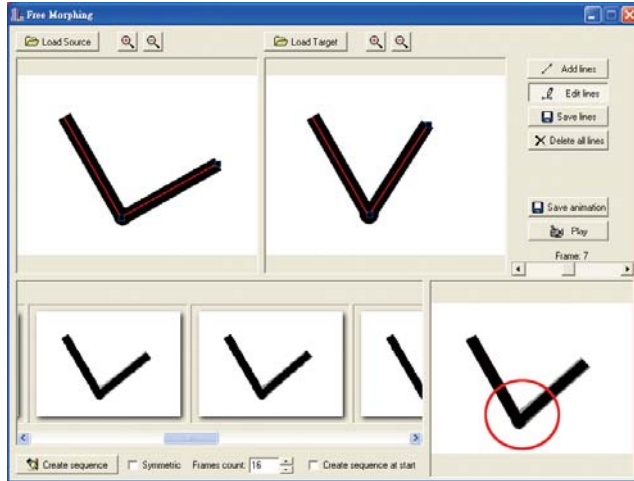 Free Morphing
Load Source
Load Target
Add lines
Edit lines
Save lines
Delete all lines
Save animation
Play
Frame: 7
Create sequence
Symmetric
Frames count: 16
Create sequence at start